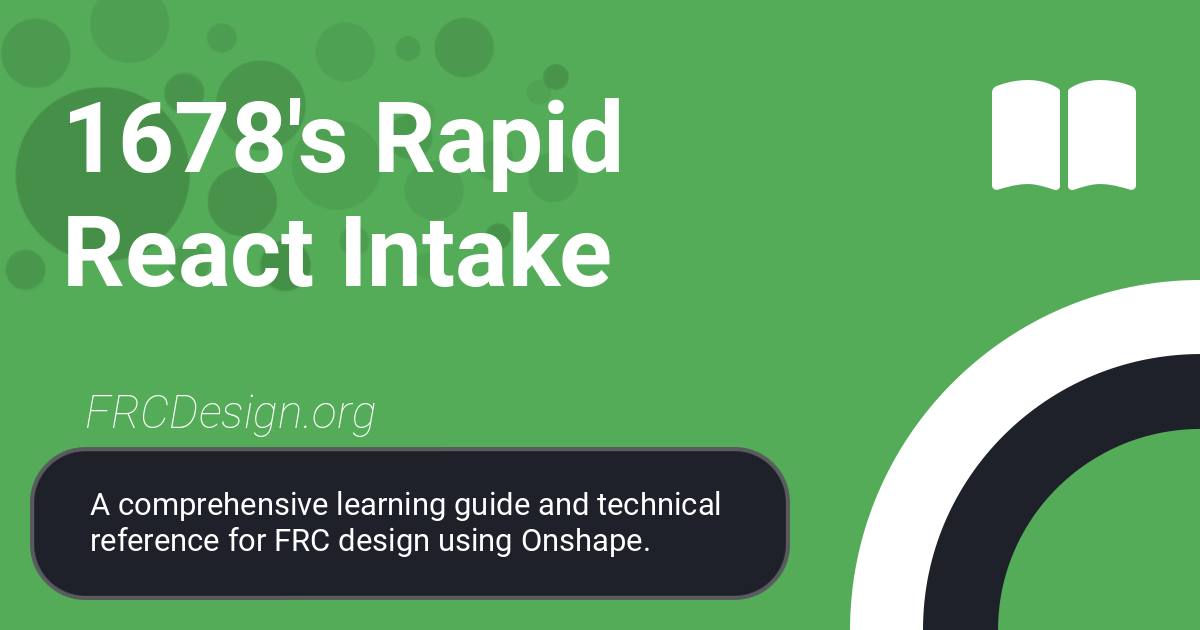 1678's Rapid
React Intake
FRCDesign.org
A comprehensive learning guide and technical
reference for FRC design using Onshape.